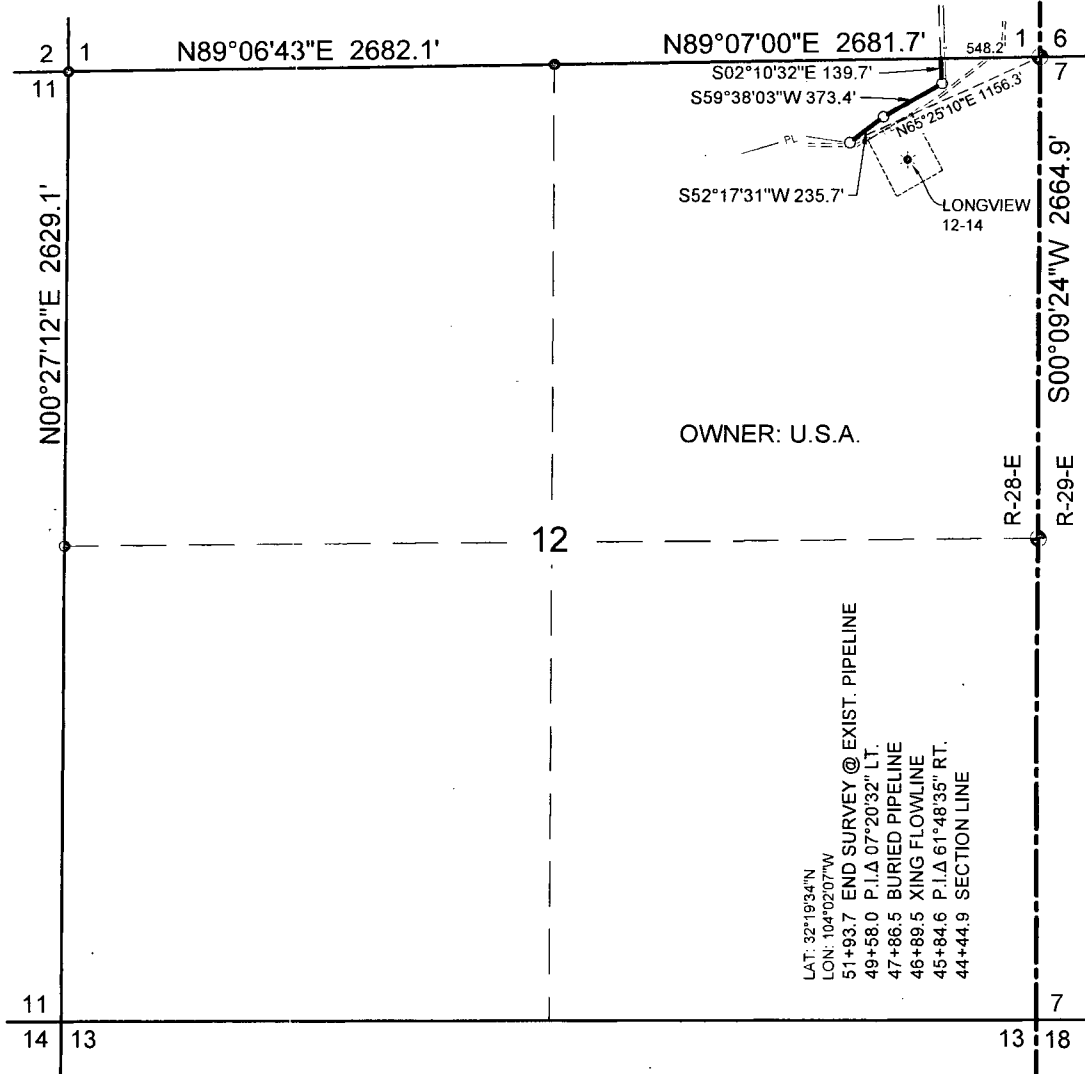 2 1
11
N89°06'43"E 2682.1'
N89°07'00"E 2681.7'
548.2'
1 6
7
S02°10'32"E 139.7'
S59°38'03"W 373.4'
N65°25'10"E 1156.3'
PL
S52°17'31"W 235.7'
LONGVIEW
12-14
N00°27'12"E 2629.1'
S00°09'24"W 2664.9'
OWNER: U.S.A.
R-28-E
R-29-E
12
LAT: 32°19'34"N
LON: 104°02'07"W
51+93.7 END SURVEY @ EXIST. PIPELINE
49+58.0 P.I.Δ 07°20'32" LT.
47+86.5 BURIED PIPELINE
46+89.5 XING FLOWLINE
45+84.6 P.I.Δ 61°48'35" RT.
44+44.9 SECTION LINE
11
14 13
7
13 18